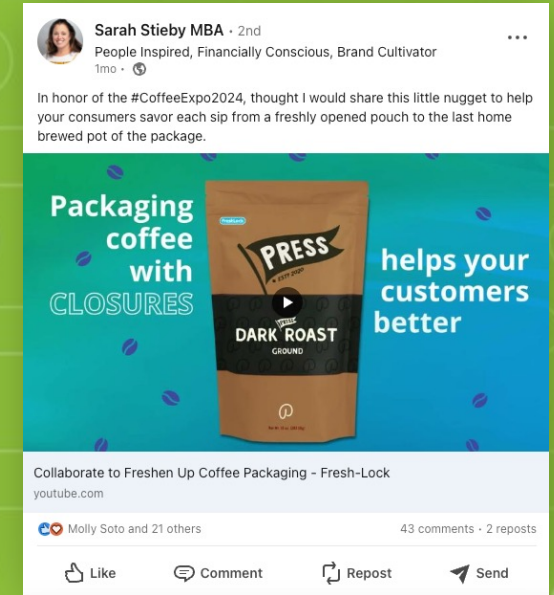 Sarah Stieby MBA · 2nd
People Inspired, Financially Conscious, Brand Cultivator
1mo ·
In honor of the #CoffeeExpo2024, thought I would share this little nugget to help
your consumers savor each sip from a freshly opened pouch to the last home
brewed pot of the package.
Packaging
coffee
with
CLOSURES
PRESS
DARK ROAST
GROUND
helps your
customers
better
Collaborate to Freshen Up Coffee Packaging - Fresh-Lock
youtube.com
Molly Soto and 21 others
43 comments · 2 reposts
Like
Comment
Repost
Send